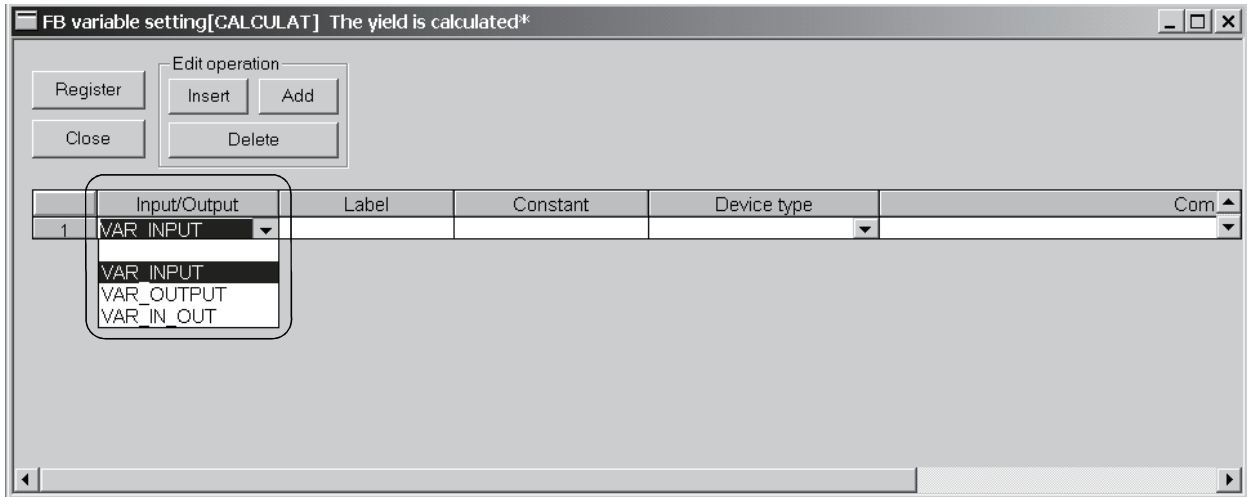 FB variable setting[CALCULAT] The yield is calculated*
Edit operation
Register
Insert
Add
Close
Delete
Input/Output
Label
Constant
Device type
Com
1
VAR_INPUT
VAR_INPUT
VAR_OUTPUT
VAR_IN_OUT